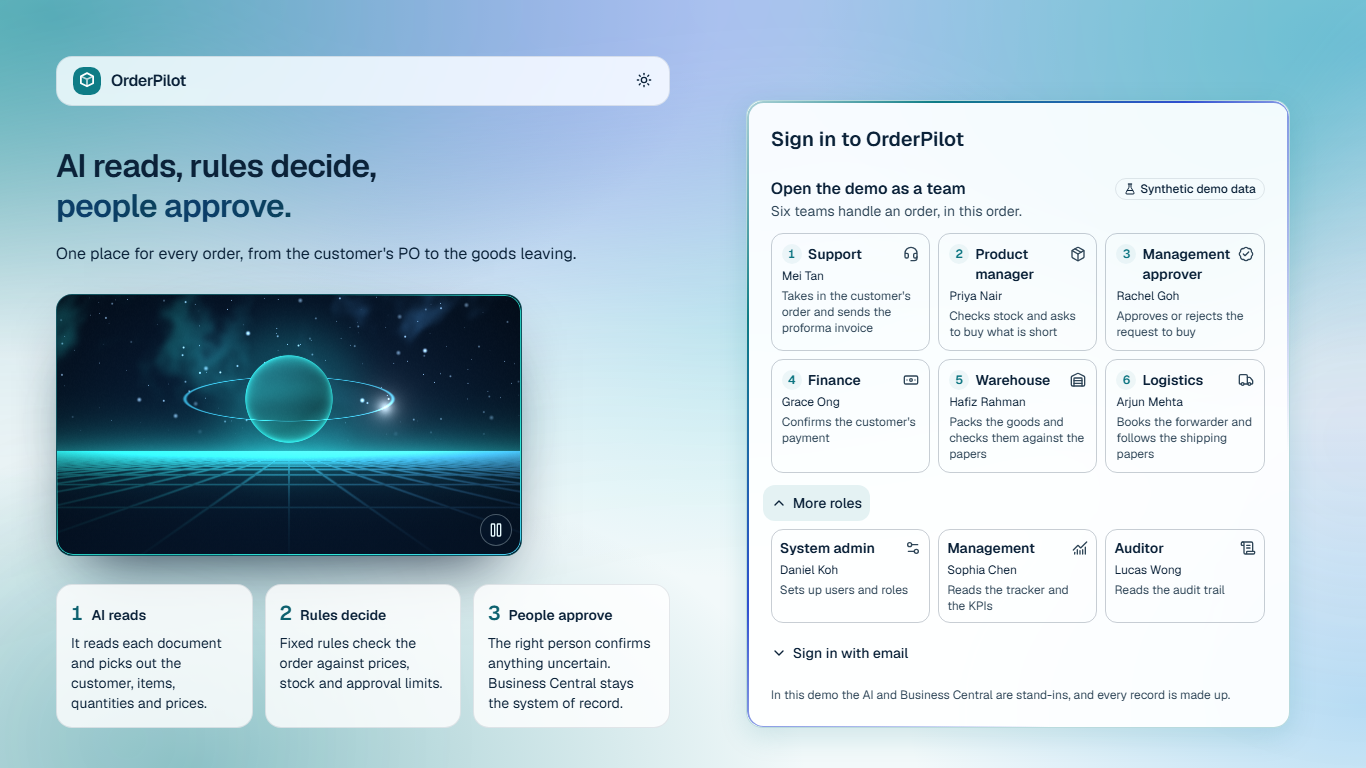 OrderPilot
AI reads, rules decide,
people approve.
One place for every order, from the customer's PO to the goods leaving.
1 AI reads
It reads each document
and picks out the
customer, items,
quantities and prices.
2 Rules decide
Fixed rules check the
order against prices,
stock and approval limits.
3 People approve
The right person confirms
anything uncertain.
Business Central stays
the system of record.
Sign in to OrderPilot
Open the demo as a team
Synthetic demo data
Six teams handle an order, in this order.
1 Support
Mei Tan
Takes in the customer's
order and sends the
proforma invoice
2 Product
manager
Priya Nair
Checks stock and asks
to buy what is short
3 Management
approver
Rachel Goh
Approves or rejects the
request to buy
4 Finance
Grace Ong
Confirms the customer's
payment
5 Warehouse
Hafiz Rahman
Packs the goods and
checks them against the
papers
6 Logistics
Arjun Mehta
Books the forwarder and
follows the shipping
papers
More roles
System admin
Daniel Koh
Sets up users and roles
Management
Sophia Chen
Reads the tracker and
the KPIs
Auditor
Lucas Wong
Reads the audit trail
Sign in with email
In this demo the AI and Business Central are stand-ins, and every record is made up.